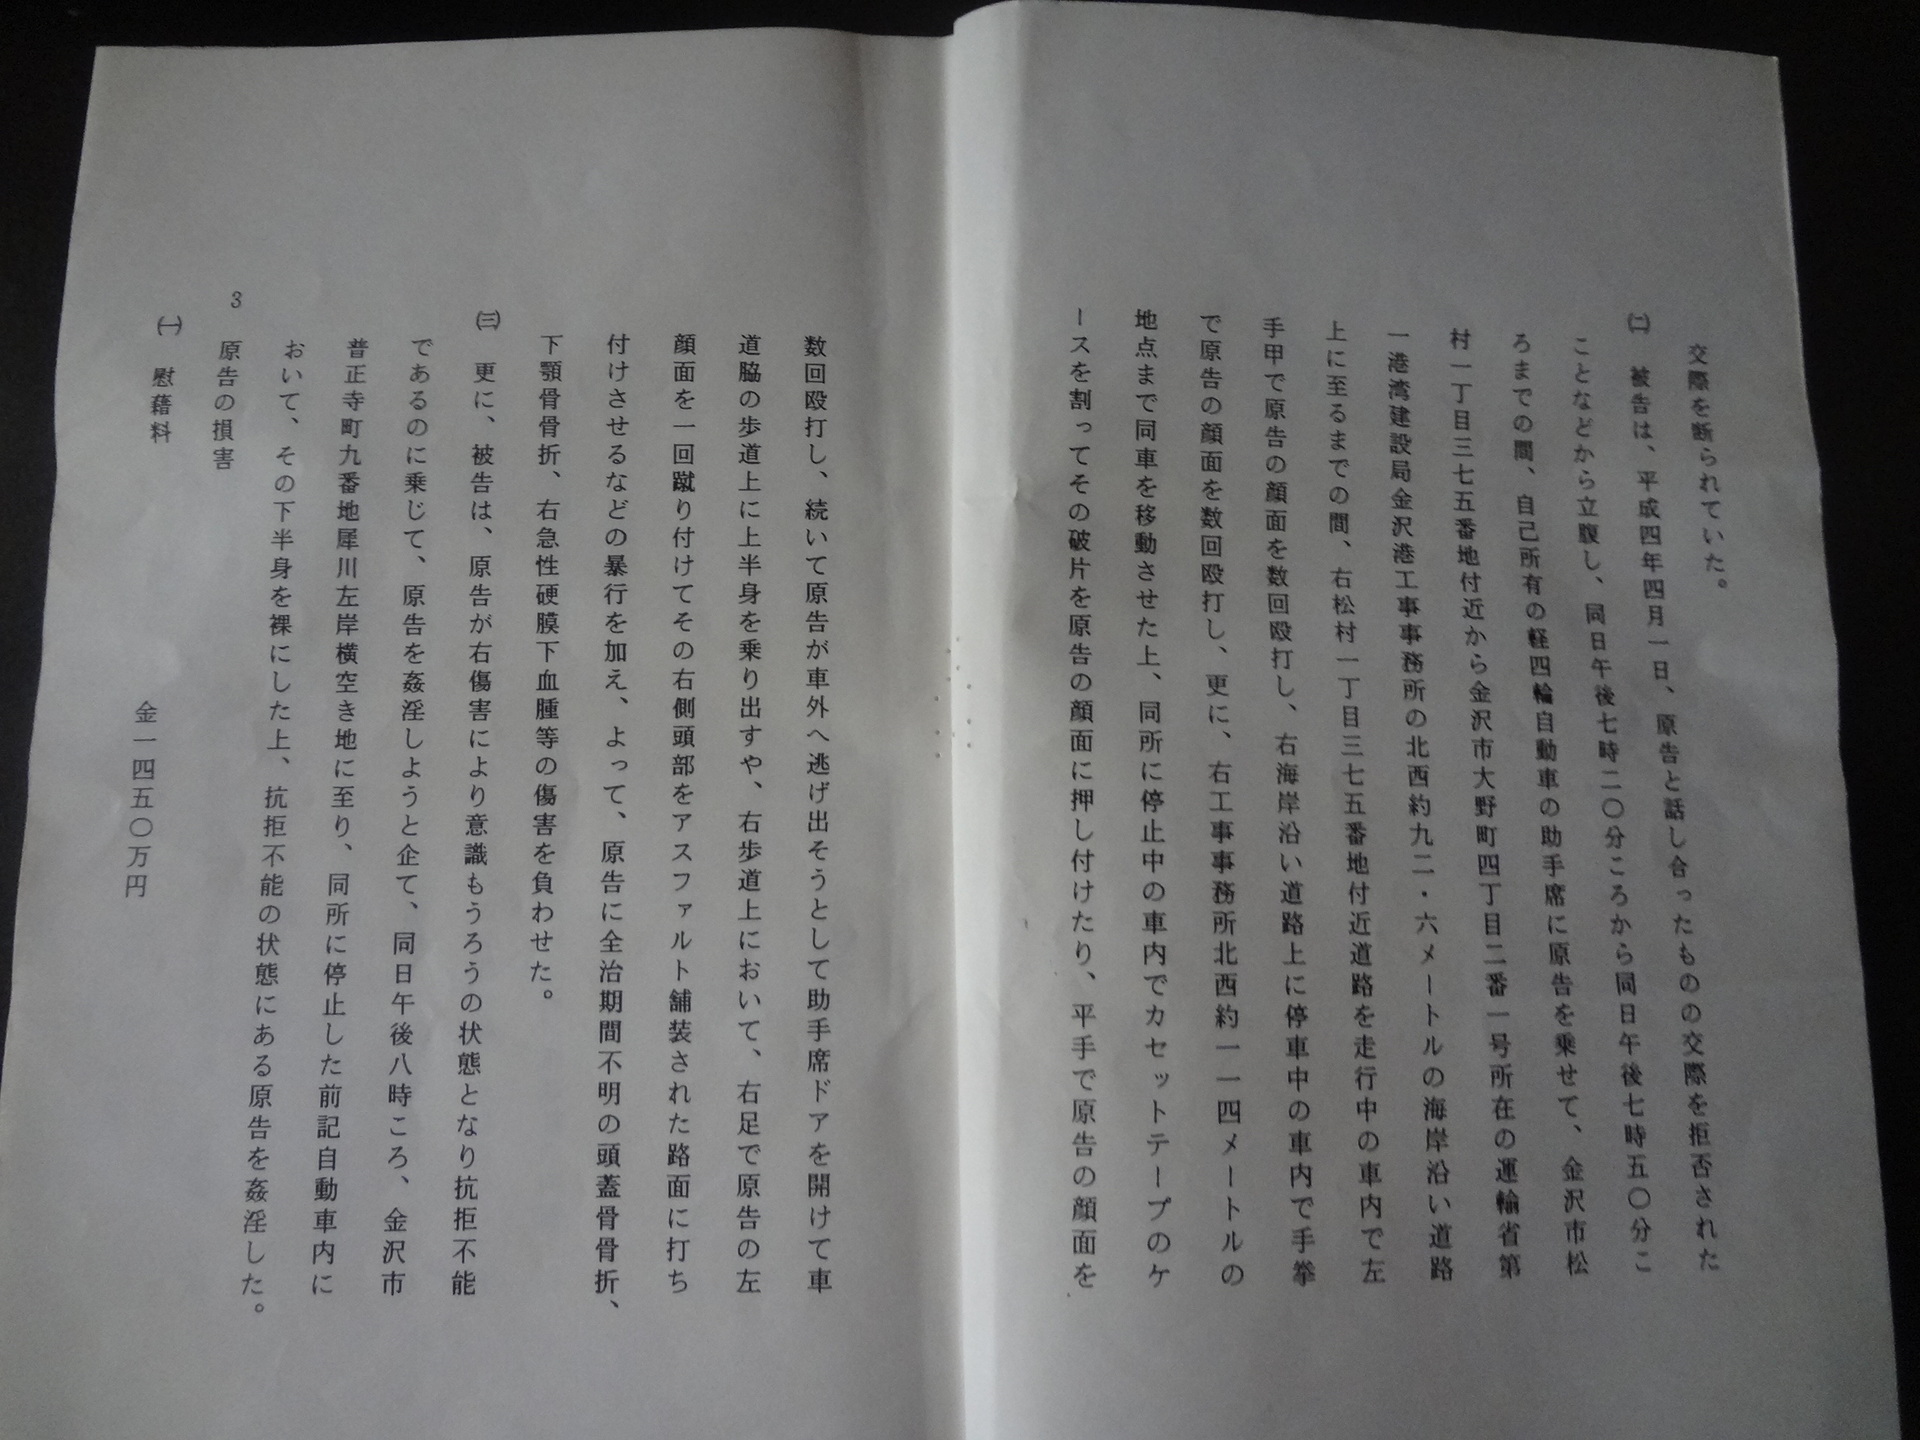 交際を断られていた。
㈡　被告は、平成四年四月一日、原告と話し合ったものの交際を拒否された
ことなどから立腹し、同日午後七時二〇分ころから同日午後七時五〇分こ
ろまでの間、自己所有の軽四輪自動車の助手席に原告を乗せて、金沢市松
村一丁目三七五番地付近から金沢市大野町四丁目二番一号所在の運輸省第
一港湾建設局金沢港工事事務所の北西約九二・六メートルの海岸沿い道路
上に至るまでの間、右松村一丁目三七五番地付近道路を走行中の車内で左
手甲で原告の顔面を数回殴打し、右海岸沿い道路上に停車中の車内で手拳
で原告の顔面を数回殴打し、更に、右工事事務所北西約一一四メートルの
地点まで同車を移動させた上、同所に停止中の車内でカセットテープのケ
ースを割ってその破片を原告の顔面に押し付けたり、平手で原告の顔面を
数回殴打し、続いて原告が車外へ逃げ出そうとして助手席ドアを開けて車
道脇の歩道上に上半身を乗り出すや、右歩道上において、右足で原告の左
顔面を一回蹴り付けてその右側頭部をアスファルト舗装された路面に打ち
付けさせるなどの暴行を加え、よって、原告に全治期間不明の頭蓋骨骨折、
下顎骨骨折、右急性硬膜下血腫等の傷害を負わせた。
㈢　更に、被告は、原告が右傷害により意識もうろうの状態となり抗拒不能
であるのに乗じて、原告を姦淫しようと企て、同日午後八時ころ、金沢市
普正寺町九番地犀川左岸横空き地に至り、同所に停止した前記自動車内に
おいて、その下半身を裸にした上、抗拒不能の状態にある原告を姦淫した。
3　原告の損害
㈠　慰藉料　　　　　　　　　金一四五〇万円